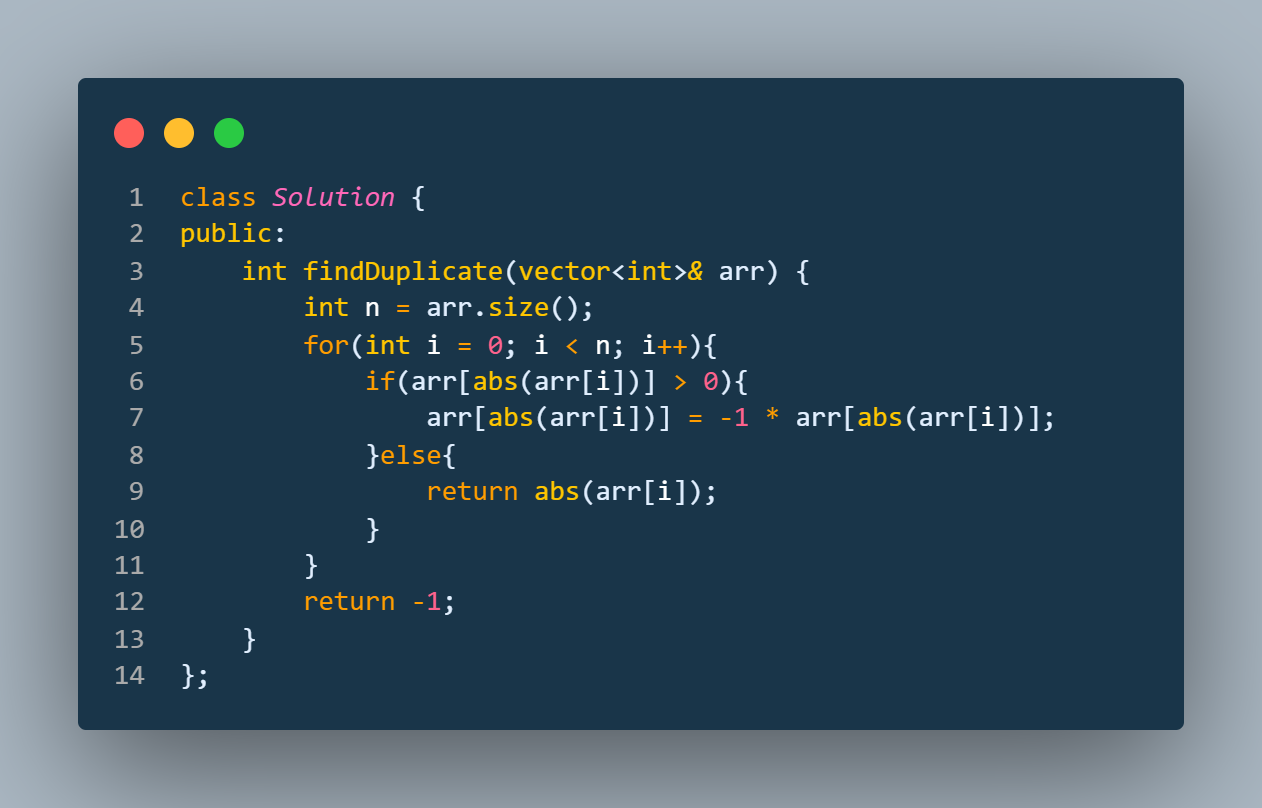 1 class Solution {
2 public:
3     int findDuplicate(vector<int>& arr) {
4         int n = arr.size();
5         for(int i = 0; i < n; i++){
6             if(arr[abs(arr[i])] > 0){
7                 arr[abs(arr[i])] = -1 * arr[abs(arr[i])];
8             }else{
9                 return abs(arr[i]);
10             }
11         }
12         return -1;
13     }
14 };